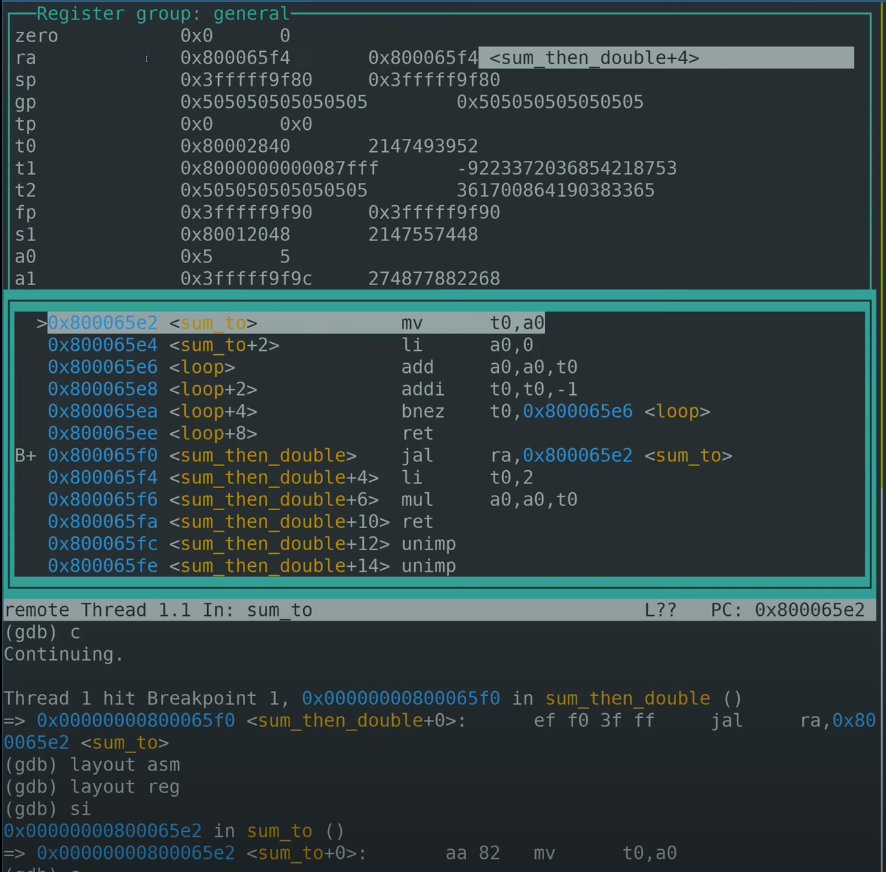 Register group: general
zero 0x0 0
ra 0x800065f4 0x800065f4 <sum_then_double+4>
sp 0x3fffff9f80 0x3fffff9f80
gp 0x505050505050505 0x505050505050505
tp 0x0 0x0
t0 0x80002840 2147493952
t1 0x8000000000087fff -9223372036854218753
t2 0x505050505050505 361700864190383365
fp 0x3fffff9f90 0x3fffff9f90
s1 0x80012048 2147557448
a0 0x5 5
a1 0x3fffff9f9c 274877882268
>0x800065e2 <sum_to> mv t0,a0
0x800065e4 <sum_to+2> li a0,0
0x800065e6 <loop> add a0,a0,t0
0x800065e8 <loop+2> addi t0,t0,-1
0x800065ea <loop+4> bnez t0,0x800065e6 <loop>
0x800065ee <loop+8> ret
B+ 0x800065f0 <sum_then_double> jal ra,0x800065e2 <sum_to>
0x800065f4 <sum_then_double+4> li t0,2
0x800065f6 <sum_then_double+6> mul a0,a0,t0
0x800065fa <sum_then_double+10> ret
0x800065fc <sum_then_double+12> unimp
0x800065fe <sum_then_double+14> unimp
remote Thread 1.1 In: sum_to L?? PC: 0x800065e2
(gdb) c
Continuing.
Thread 1 hit Breakpoint 1, 0x00000000800065f0 in sum_then_double ()
=> 0x00000000800065f0 <sum_then_double+0>: ef f0 3f ff jal ra,0x80
0065e2 <sum_to>
(gdb) layout asm
(gdb) layout reg
(gdb) si
0x00000000800065e2 in sum_to ()
=> 0x00000000800065e2 <sum_to+0>: aa 82 mv t0,a0